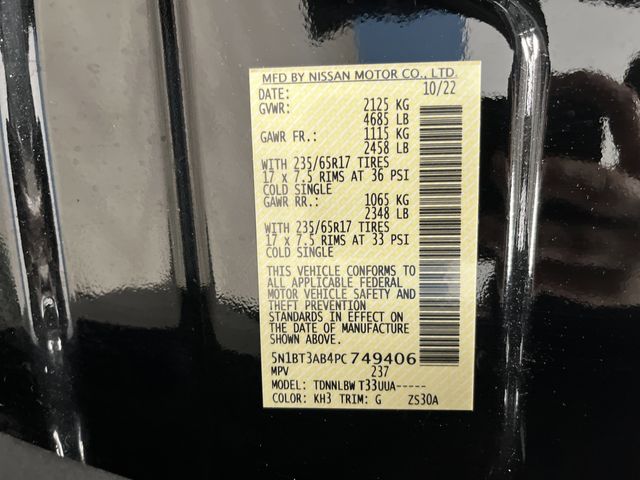 MFD BY NISSAN MOTOR CO., LTD.
DATE: 10/22
GVWR: 2125 KG
4685 LB
GAWR FR.: 1115 KG
2458 LB
WITH 235/65R17 TIRES
17 x 7.5 RIMS AT 36 PSI
COLD SINGLE
GAWR RR.: 1065 KG
2348 LB
WITH 235/65R17 TIRES
17 x 7.5 RIMS AT 33 PSI
COLD SINGLE
THIS VEHICLE CONFORMS TO
ALL APPLICABLE FEDERAL
MOTOR VEHICLE SAFETY AND
THEFT PREVENTION
STANDARDS IN EFFECT ON
THE DATE OF MANUFACTURE
SHOWN ABOVE.
5N1BT3AB4PC749406
MPV 237
MODEL: TDNNLBW T33UUA-----
COLOR: KH3 TRIM: G ZS30A